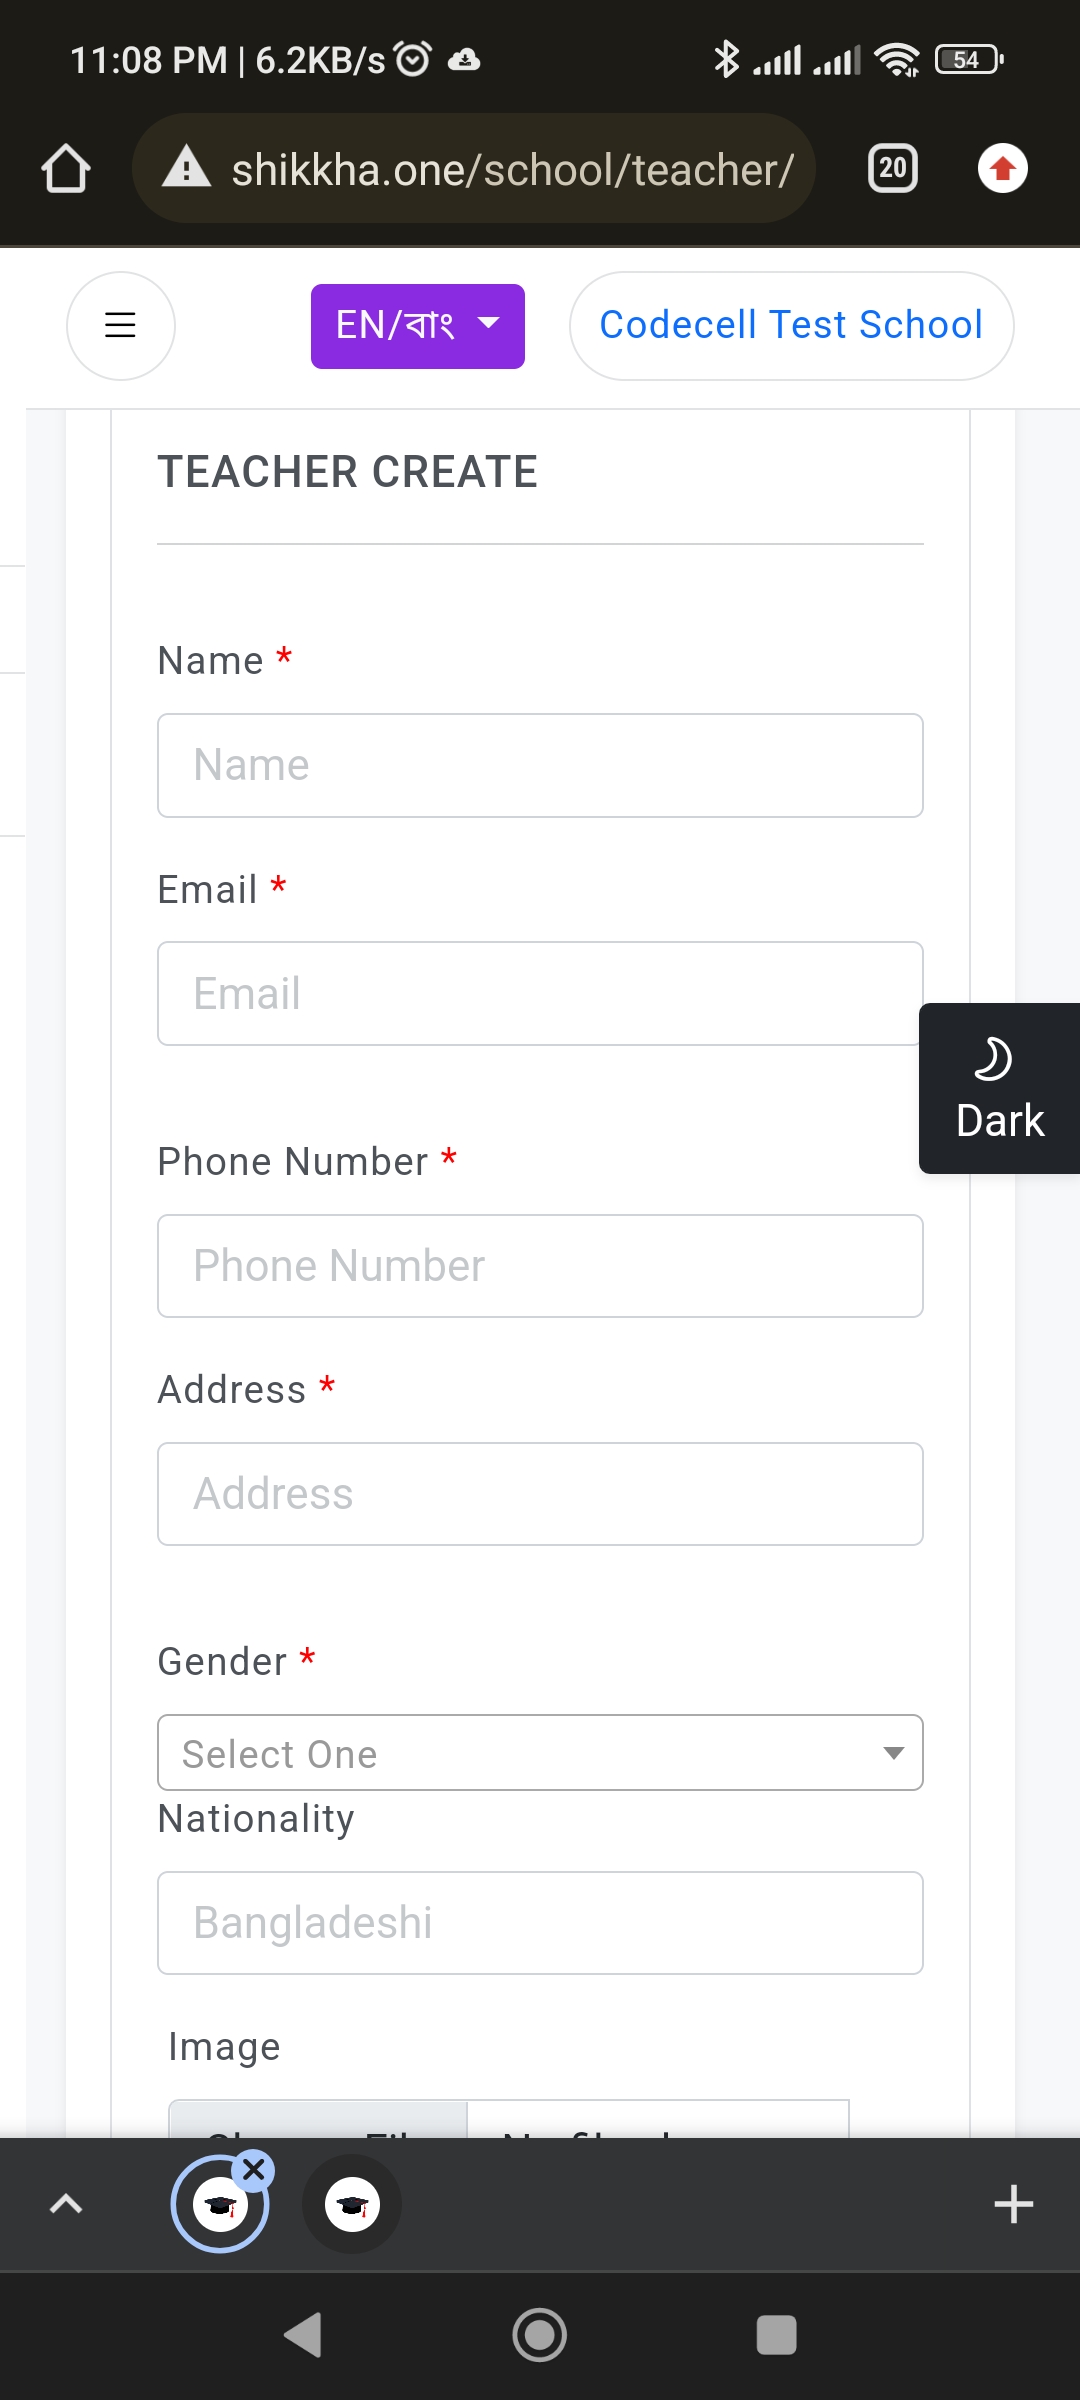 11:08 PM | 6.2KB/s
54
shikkha.one/school/teacher/
20
EN/বাং
Codecell Test School
TEACHER CREATE
Name *
Name
Email *
Email
Dark
Phone Number *
Phone Number
Address *
Address
Gender *
Select One
Nationality
Bangladeshi
Image